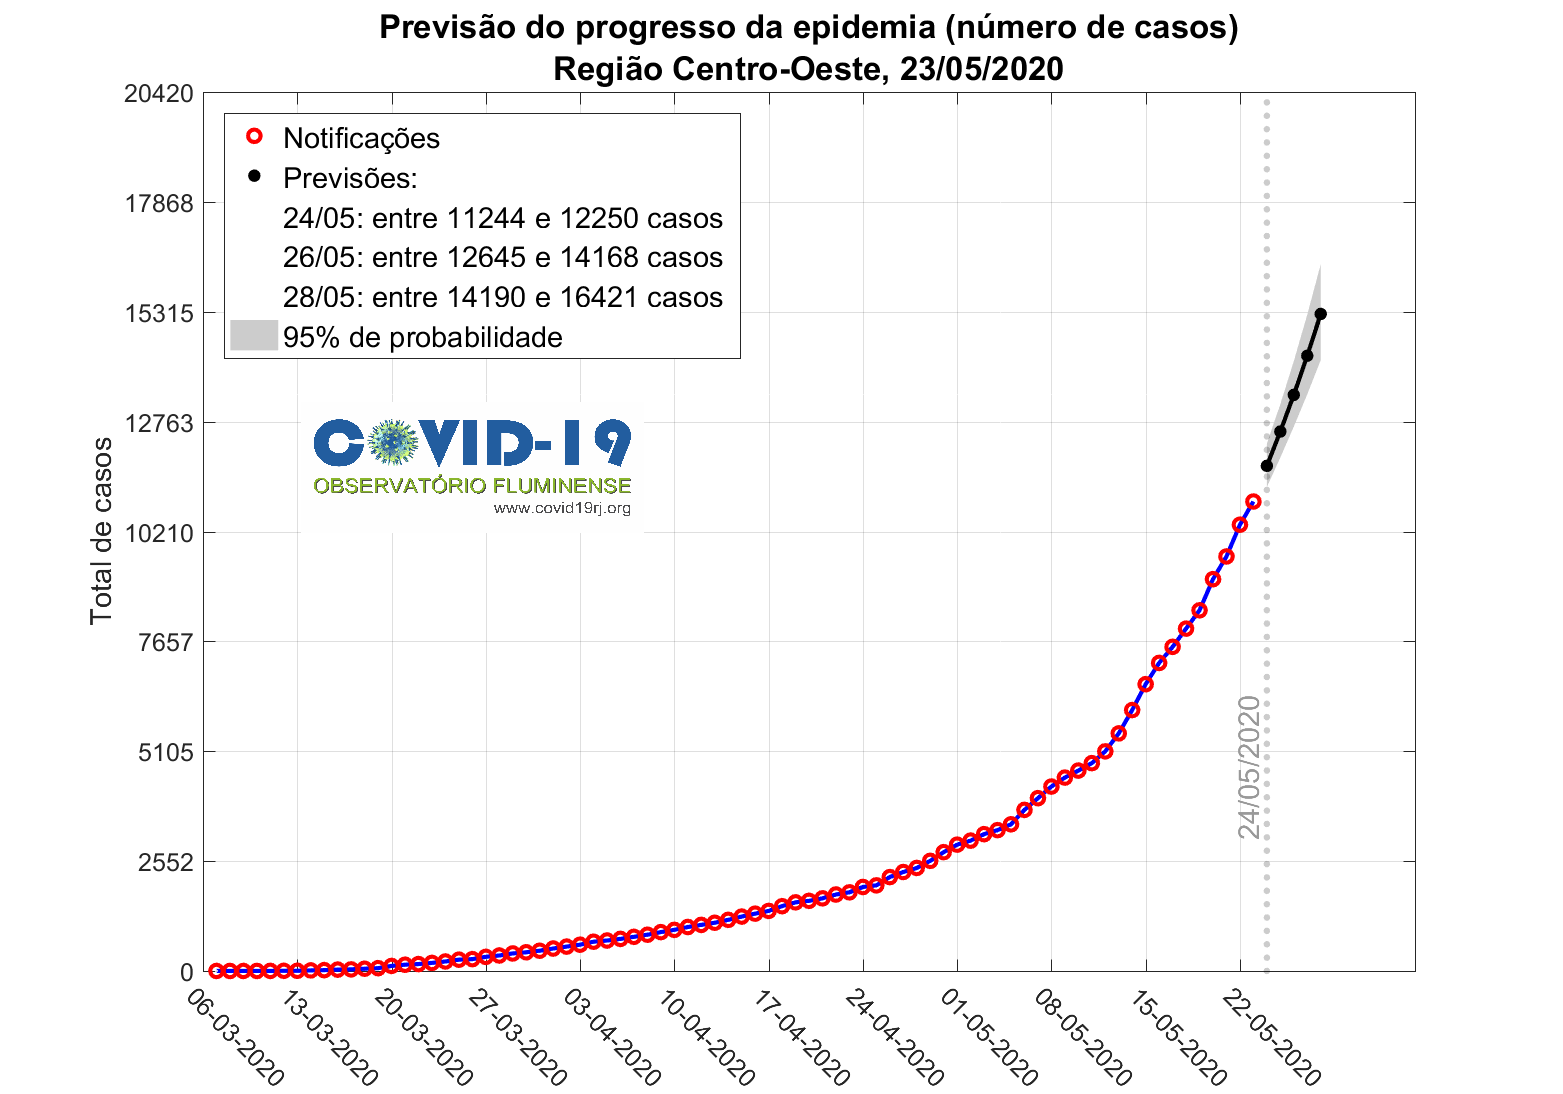 Previsão do progresso da epidemia (número de casos)
Região Centro-Oeste, 23/05/2020
20420
17868
15315
12763
10210
7657
5105
2552
0
Total de casos
Notificações
Previsões:
24/05: entre 11244 e 12250 casos
26/05: entre 12645 e 14168 casos
28/05: entre 14190 e 16421 casos
95% de probabilidade
COVID-19
OBSERVATÓRIO FLUMINENSE
www.covid19rj.org
24/05/2020
06-03-2020
13-03-2020
20-03-2020
27-03-2020
03-04-2020
10-04-2020
17-04-2020
24-04-2020
01-05-2020
08-05-2020
15-05-2020
22-05-2020